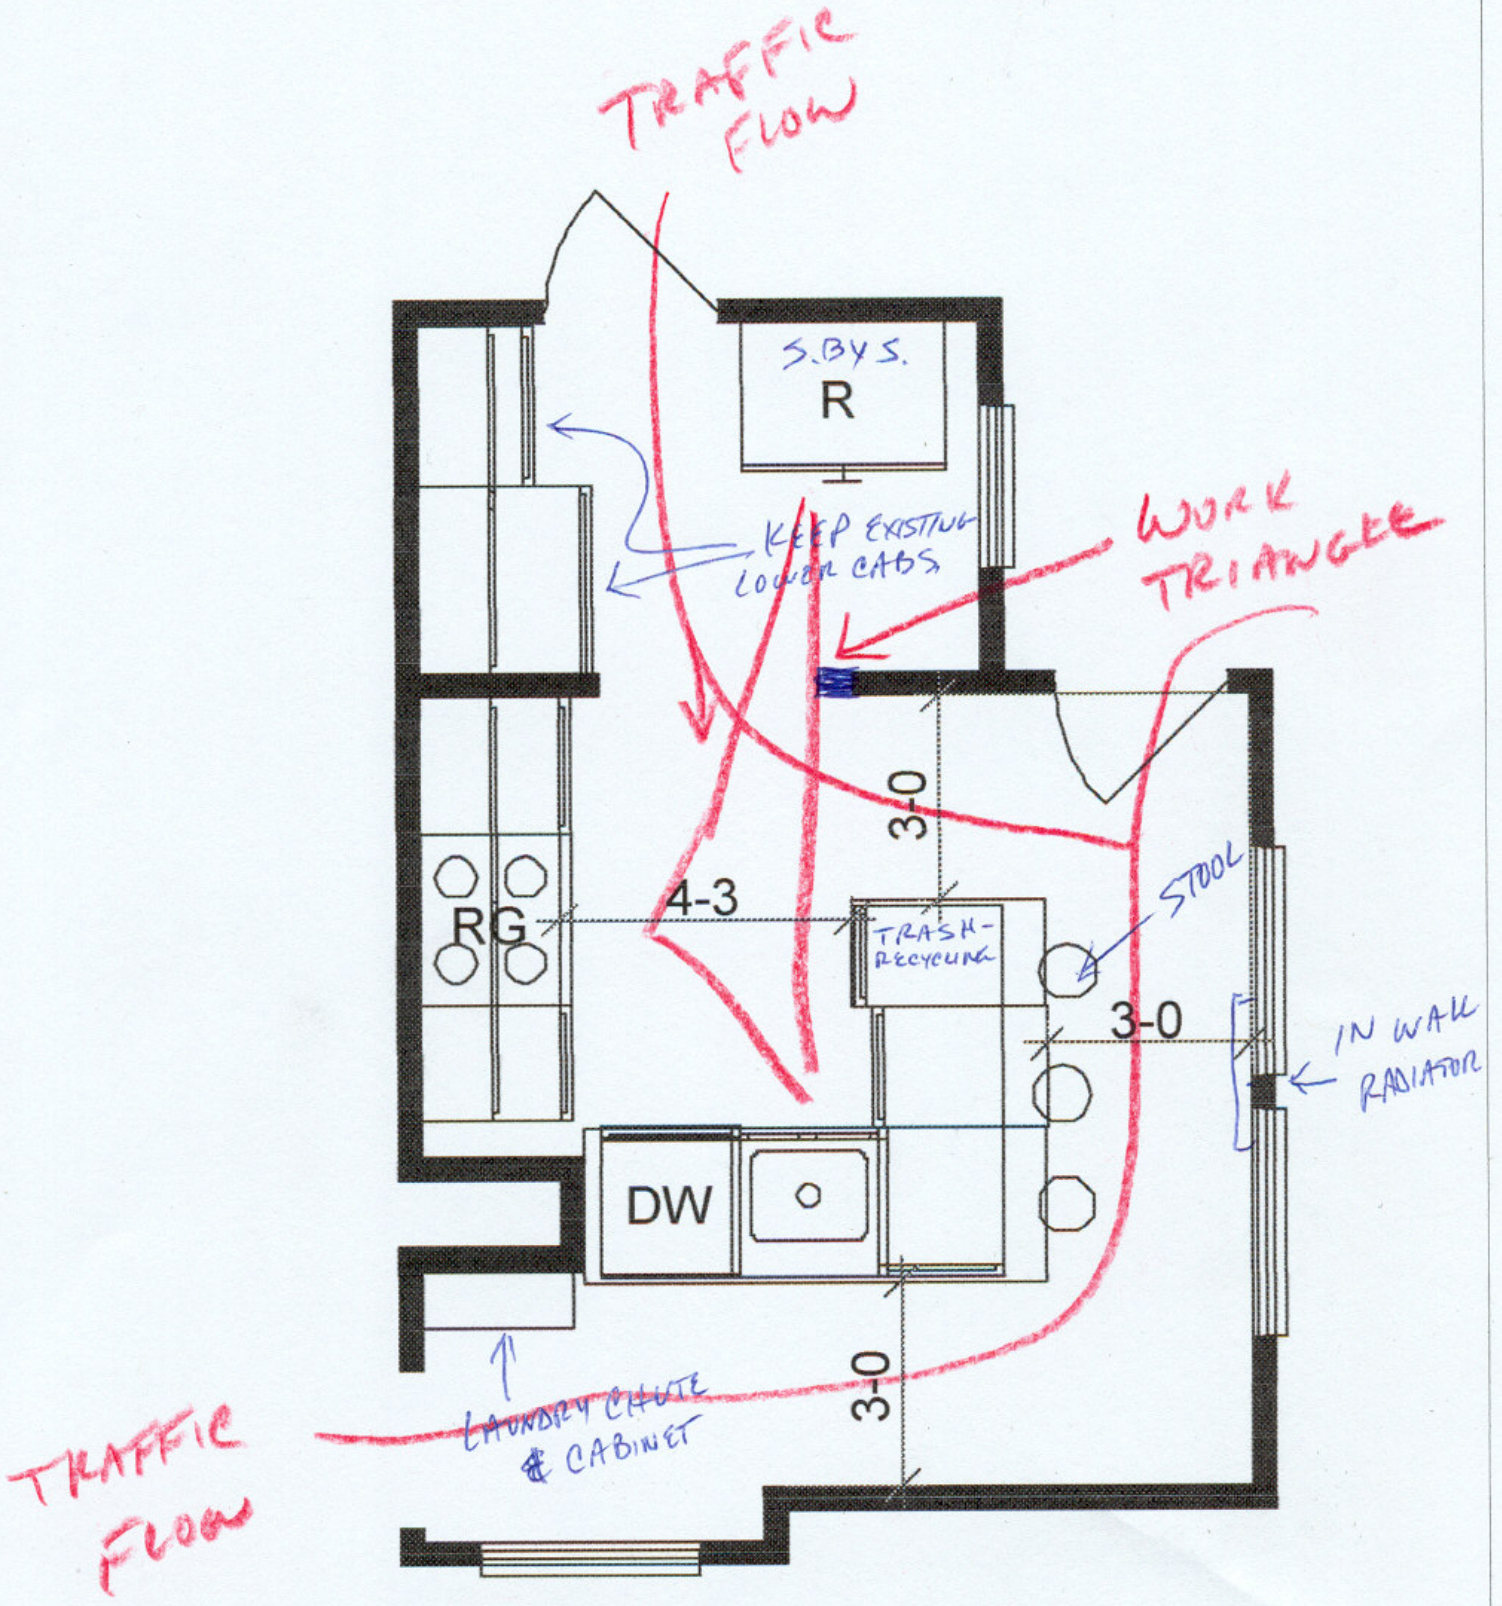 TRAFFIC
FLOW
S.BYS.
R
WORK
TRIANGLE
KEEP EXISTING
LOWER CABS.
3-0
STOOL
4-3
RG
TRASH-
RECYCLING
3-0
IN WALL
RADIATOR
DW
3-0
LAUNDRY CHUTE
& CABINET
TRAFFIC
FLOW